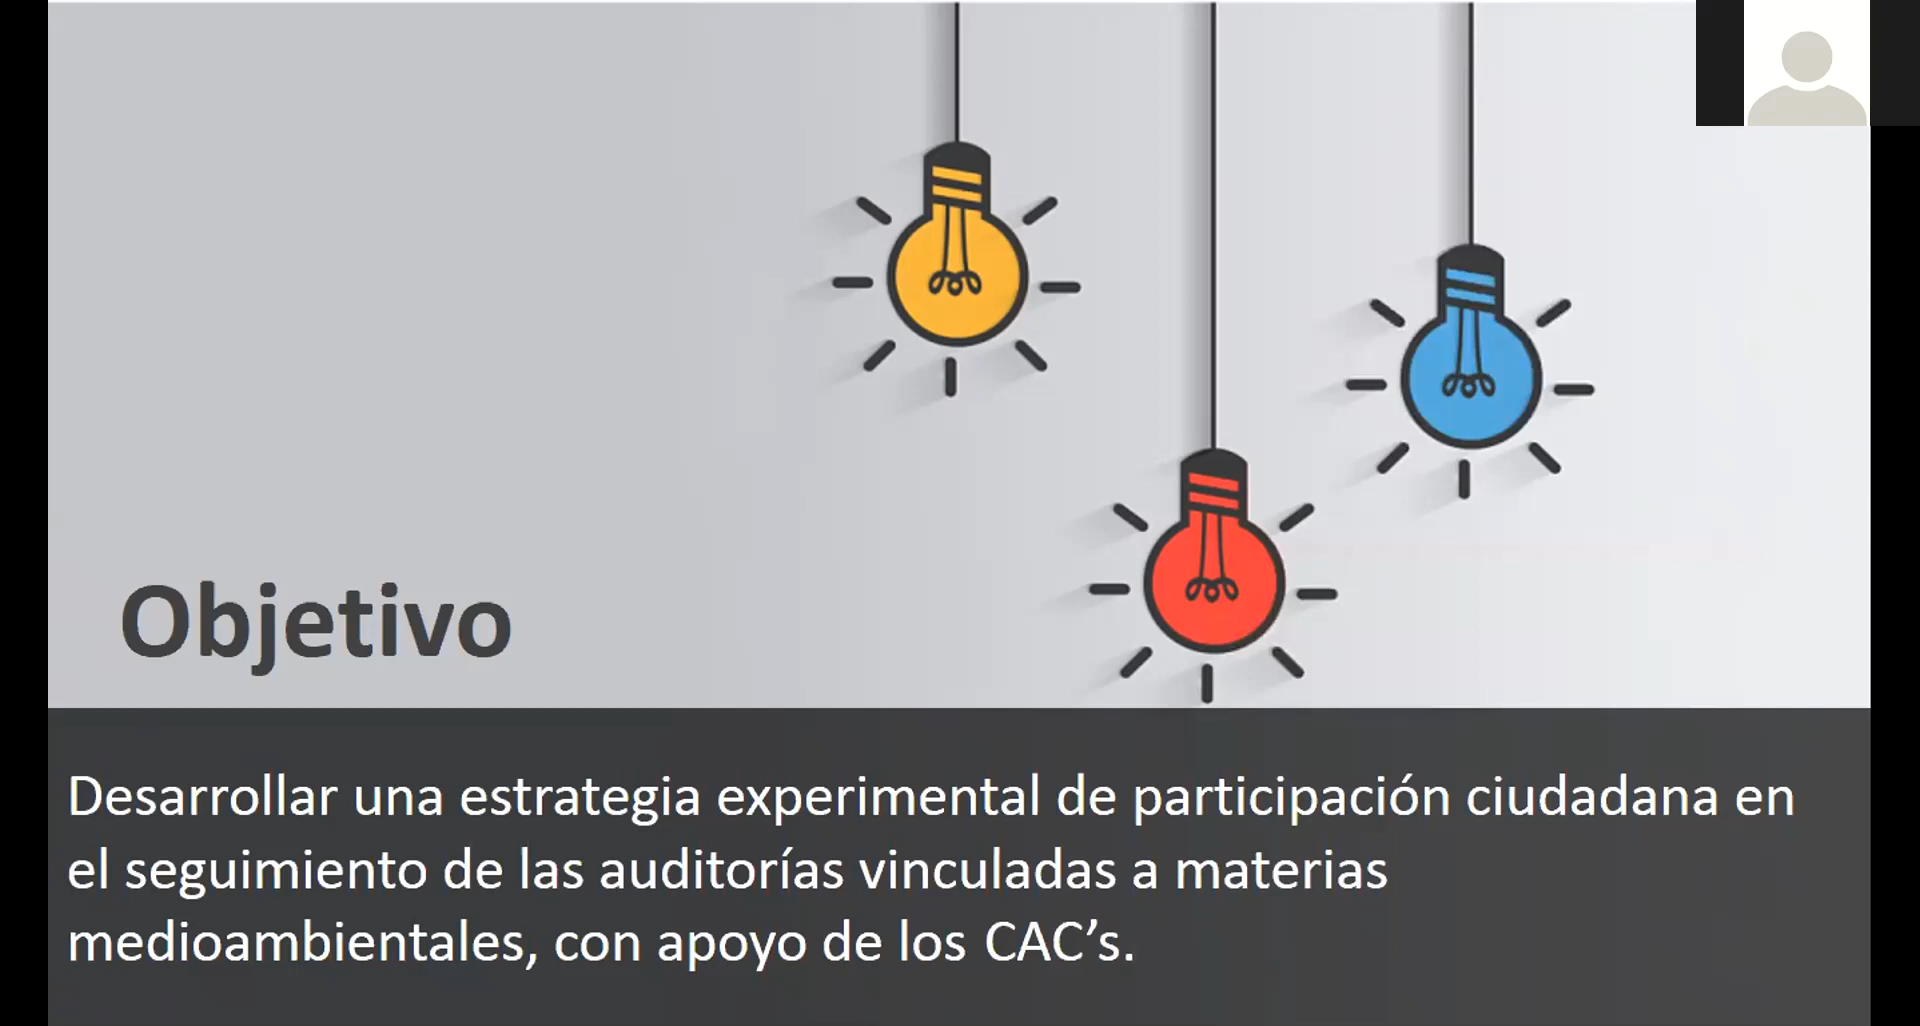 Objetivo
Desarrollar una estrategia experimental de participación ciudadana en
el seguimiento de las auditorías vinculadas a materias
medioambientales, con apoyo de los CAC’s.